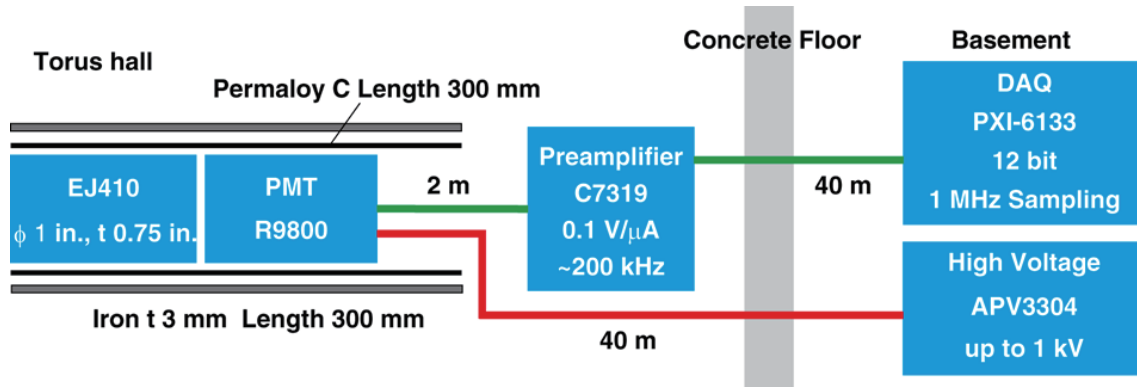 Torus hall
Permaloy C Length 300 mm
EJ410
ϕ 1 in., t 0.75 in.
PMT
R9800
2 m
Preamplifier
C7319
0.1 V/μA
~200 kHz
Concrete Floor
40 m
Basement
DAQ
PXI-6133
12 bit
1 MHz Sampling
High Voltage
APV3304
up to 1 kV
Iron t 3 mm Length 300 mm
40 m